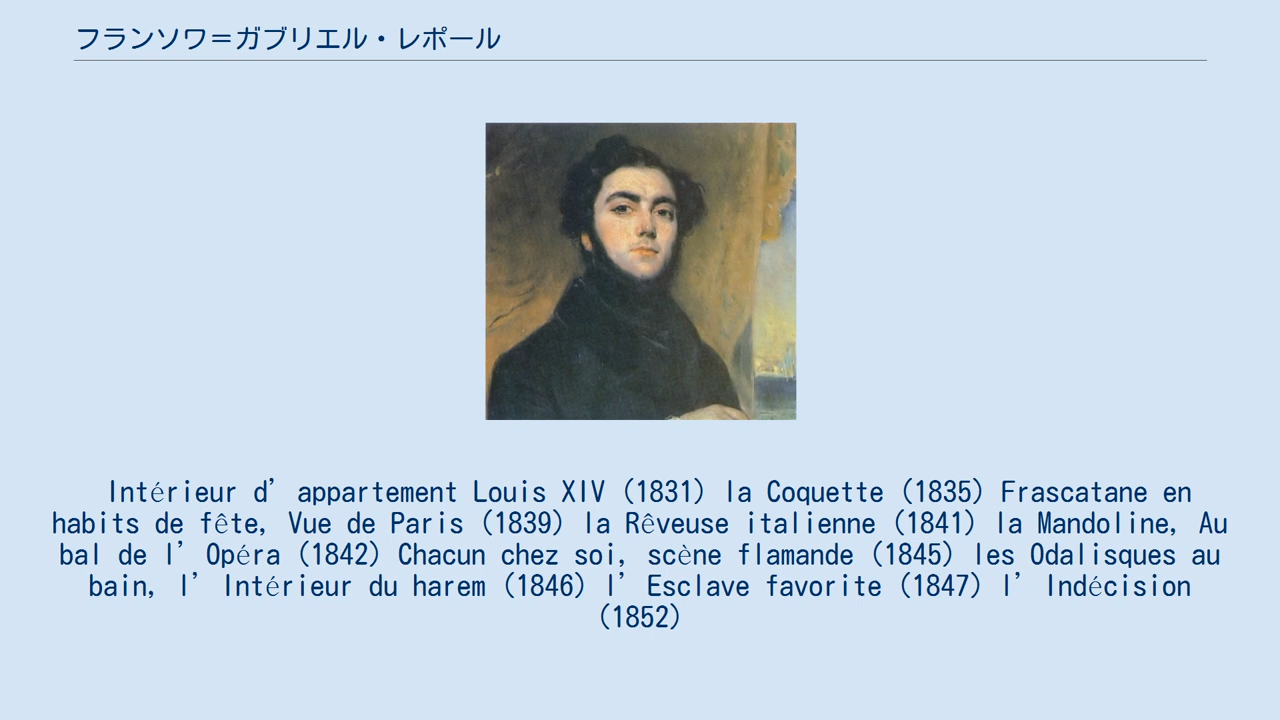 フランソワ＝ガブリエル・レポール
Intérieur d’appartement Louis XIV (1831) la Coquette (1835) Frascatane en
habits de fête, Vue de Paris (1839) la Rêveuse italienne (1841) la Mandoline, Au
bal de l’Opéra (1842) Chacun chez soi, scène flamande (1845) les Odalisques au
bain, l’Intérieur du harem (1846) l’Esclave favorite (1847) l’Indécision
(1852)